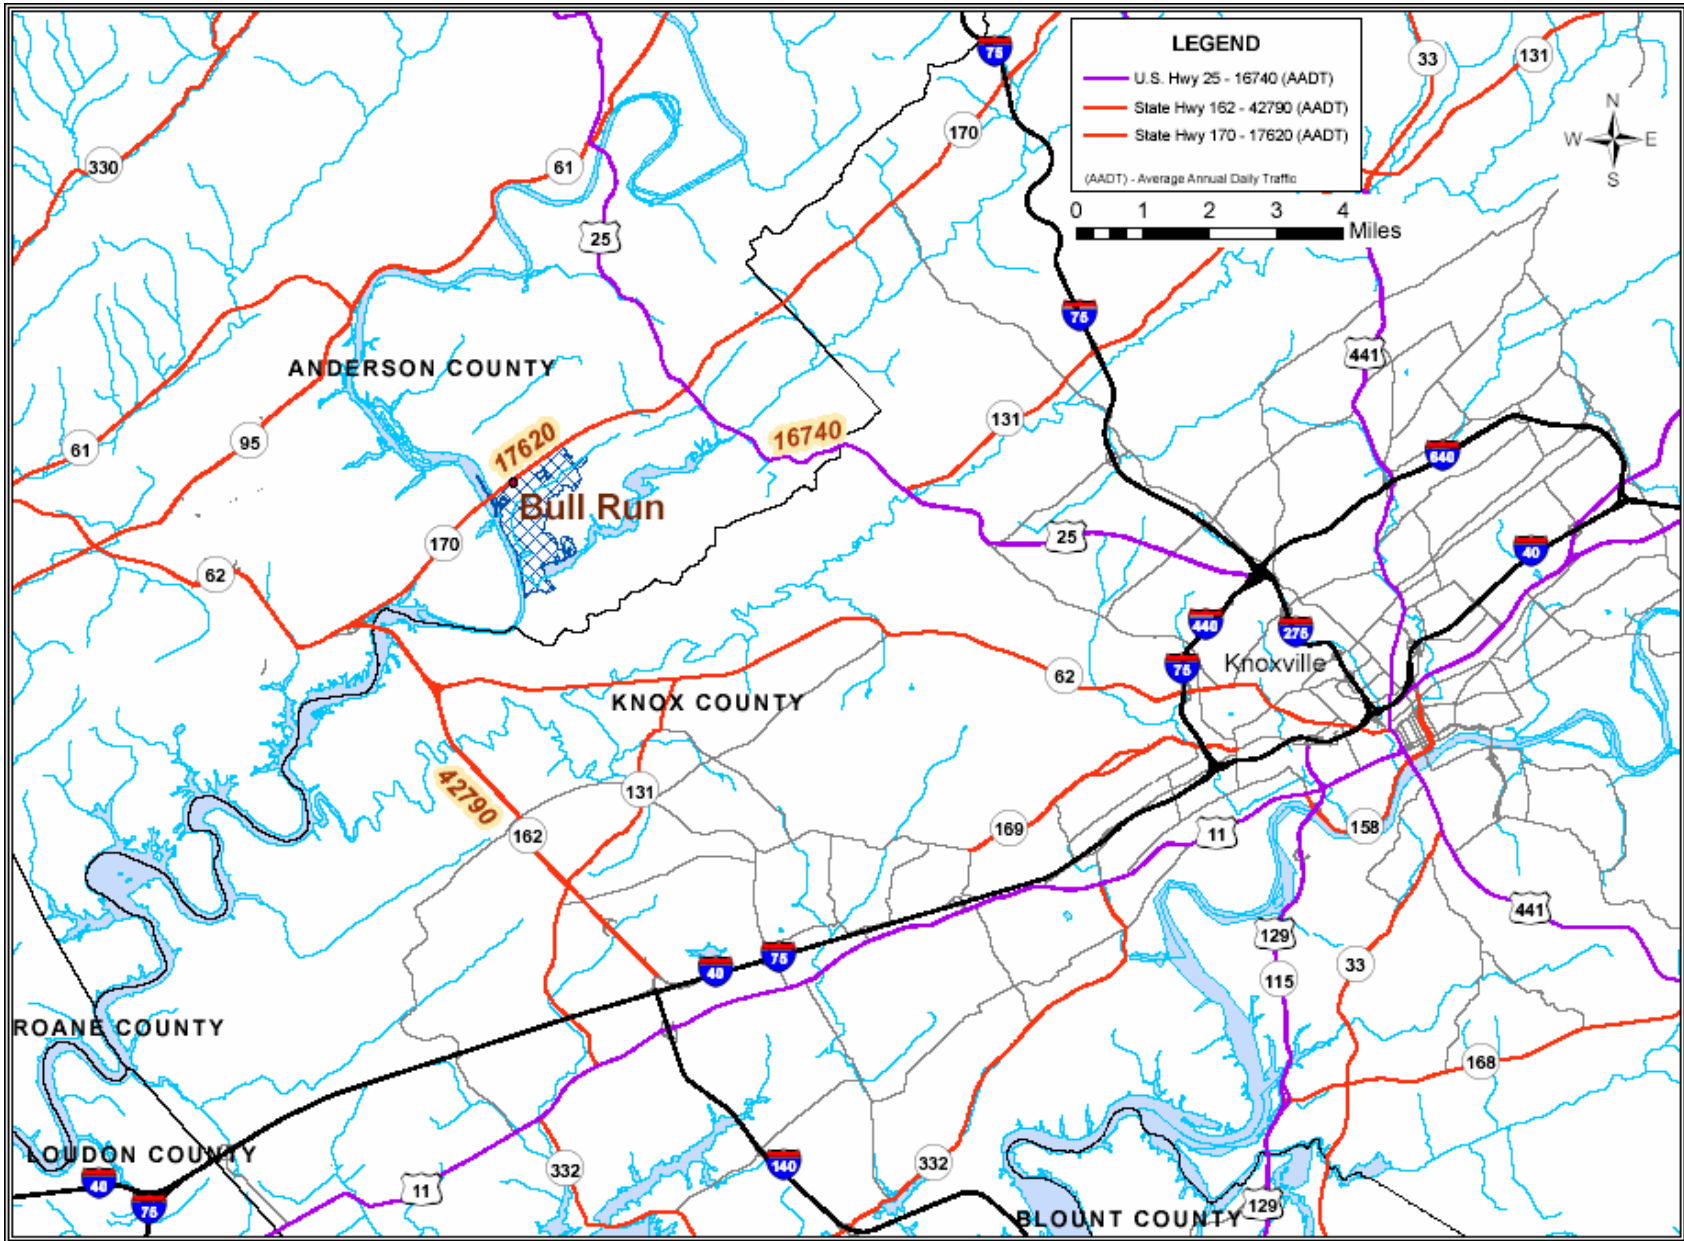 LEGEND
U.S. Hwy 25 - 16740 (AADT)
State Hwy 162 - 42790 (AADT)
State Hwy 170 - 17620 (AADT)
(AADT) - Average Annual Daily Traffic
0 1 2 3 4
Miles
N
W E
S
75
33
131
170
330
61
25
75
441
ANDERSON COUNTY
131
61
95
17620
16740
640
Bull Run
170
25
40
62
440
275
75
Knoxville
62
KNOX COUNTY
42790
131
162
169
11
158
441
129
40
75
33
115
ROANE COUNTY
168
LOUDON COUNTY
40
75
11
332
140
332
129
BLOUNT COUNTY